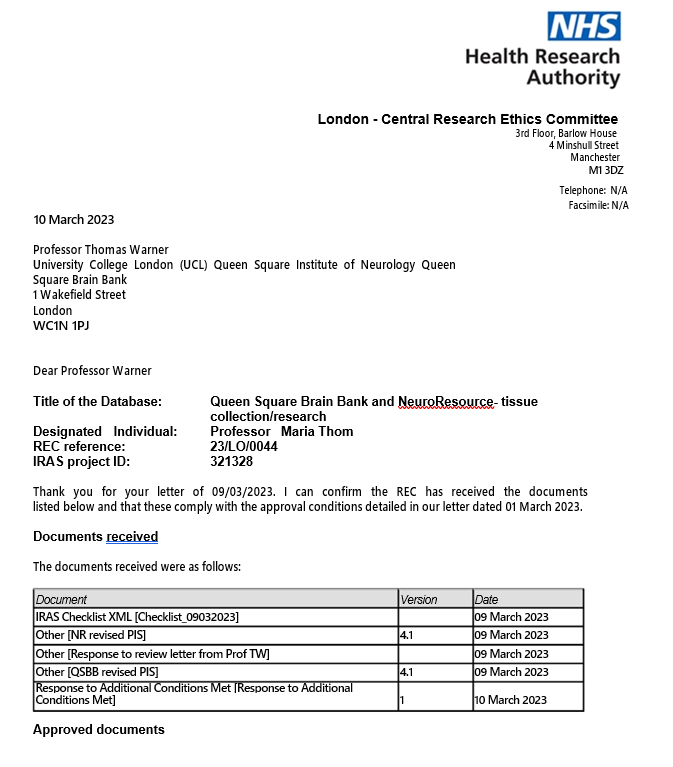 NHS
Health Research
Authority
London - Central Research Ethics Committee
3rd Floor, Barlow House
4 Minshull Street
Manchester
M1 3DZ
Telephone: N/A
Facsimile: N/A
10 March 2023
Professor Thomas Warner
University College London (UCL) Queen Square Institute of Neurology Queen
Square Brain Bank
1 Wakefield Street
London
WC1N 1PJ
Dear Professor Warner
Title of the Database: Queen Square Brain Bank and NeuroResource- tissue
collection/research
Designated Individual: Professor Maria Thom
REC reference: 23/LO/0044
IRAS project ID: 321328
Thank you for your letter of 09/03/2023. I can confirm the REC has received the documents
listed below and that these comply with the approval conditions detailed in our letter dated 01 March 2023.
Documents received
The documents received were as follows:
Document Version Date
IRAS Checklist XML [Checklist_09032023] 09 March 2023
Other [NR revised PIS] 4.1 09 March 2023
Other [Response to review letter from Prof TW] 09 March 2023
Other [QSBB revised PIS] 4.1 09 March 2023
Response to Additional Conditions Met [Response to Additional
Conditions Met] 1 10 March 2023
Approved documents